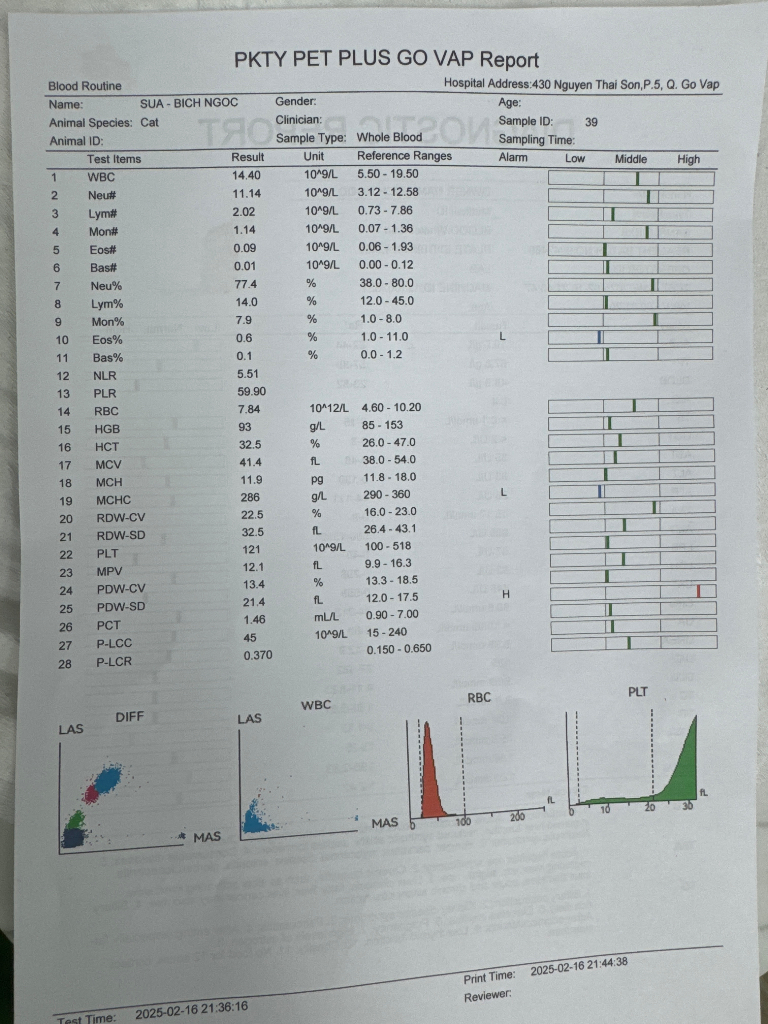 PKTY PET PLUS GO VAP Report
Blood Routine Hospital Address:430 Nguyen Thai Son,P.5, Q. Go Vap
Name: SUA - BICH NGOC Gender: Age:
Animal Species: Cat Clinician: Sample ID: 39
Animal ID: Sample Type: Whole Blood Sampling Time:
Test Items Result Unit Reference Ranges Alarm Low Middle High
1 WBC 14.40 10^9/L 5.50 - 19.50
2 Neu# 11.14 10^9/L 3.12 - 12.58
3 Lym# 2.02 10^9/L 0.73 - 7.86
4 Mon# 1.14 10^9/L 0.07 - 1.36
5 Eos# 0.09 10^9/L 0.06 - 1.93
6 Bas# 0.01 10^9/L 0.00 - 0.12
7 Neu% 77.4 % 38.0 - 80.0
8 Lym% 14.0 % 12.0 - 45.0
9 Mon% 7.9 % 1.0 - 8.0
10 Eos% 0.6 % 1.0 - 11.0 L
11 Bas% 0.1 % 0.0 - 1.2
12 NLR 5.51
13 PLR 59.90
14 RBC 7.84 10^12/L 4.60 - 10.20
15 HGB 93 g/L 85 - 153
16 HCT 32.5 % 26.0 - 47.0
17 MCV 41.4 fL 38.0 - 54.0
18 MCH 11.9 pg 11.8 - 18.0
19 MCHC 286 g/L 290 - 360 L
20 RDW-CV 22.5 % 16.0 - 23.0
21 RDW-SD 32.5 fL 26.4 - 43.1
22 PLT 121 10^9/L 100 - 518
23 MPV 12.1 fL 9.9 - 16.3
24 PDW-CV 13.4 % 13.3 - 18.5
25 PDW-SD 21.4 fL 12.0 - 17.5 H
26 PCT 1.46 mL/L 0.90 - 7.00
27 P-LCC 45 10^9/L 15 - 240
28 P-LCR 0.370 0.150 - 0.650
DIFF WBC RBC PLT
LAS LAS
MAS MAS
0 100 200 fL
0 10 20 30 fL
Test Time: 2025-02-16 21:36:16 Print Time: 2025-02-16 21:44:38
Reviewer: